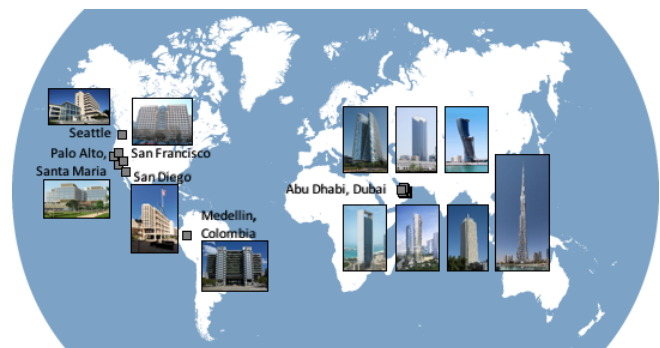 Seattle
Palo Alto,
San Francisco
Santa Maria
San Diego
Abu Dhabi, Dubai
Medellin,
Colombia